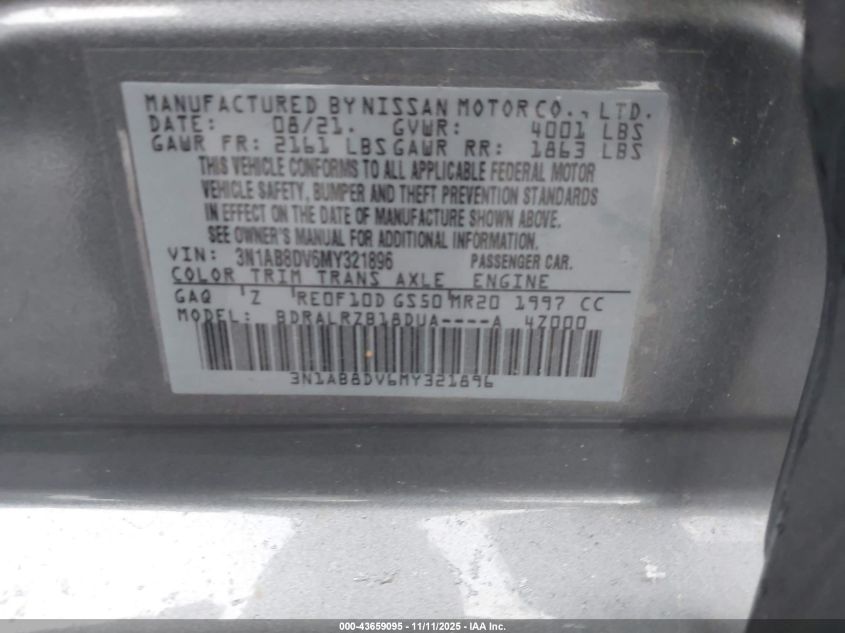 MANUFACTURED BY NISSAN MOTOR CO., LTD.
DATE: 08/21. GVWR: 4001 LBS
GAWR FR: 2161 LBS GAWR RR: 1863 LBS
THIS VEHICLE CONFORMS TO ALL APPLICABLE FEDERAL MOTOR
VEHICLE SAFETY, BUMPER AND THEFT PREVENTION STANDARDS
IN EFFECT ON THE DATE OF MANUFACTURE SHOWN ABOVE.
SEE OWNER'S MANUAL FOR ADDITIONAL INFORMATION.
VIN: 3N1AB8DV6MY321896 PASSENGER CAR.
COLOR TRIM TRANS AXLE ENGINE
GAQ Z RE0F10D GS50 MR20 1997 CC
MODEL: BDRALRZB18DUA----A 4Z000
3N1AB8DV6MY321896
000-43659095 - 11/11/2025 - IAA Inc.